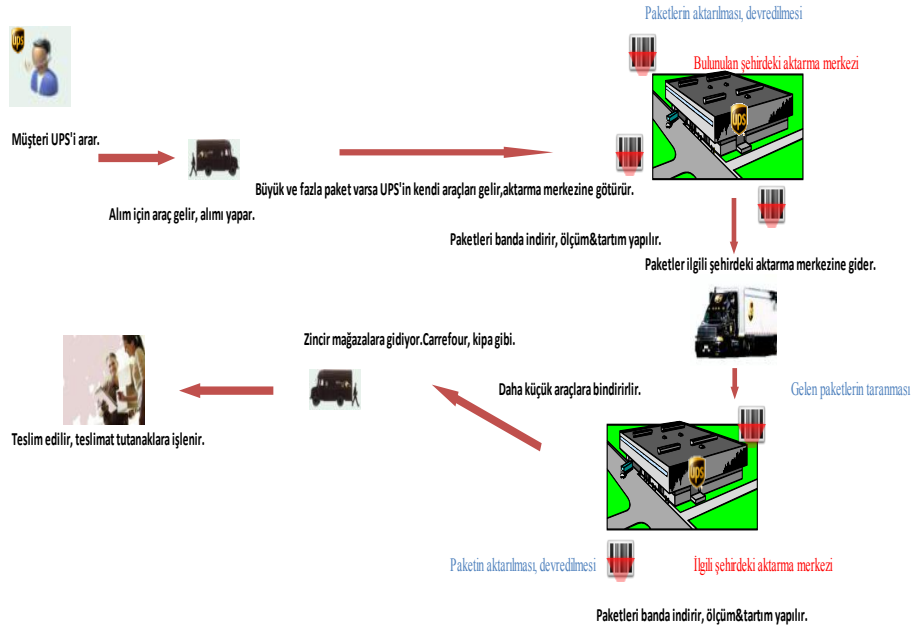 Paketlerin aktarılması, devredilmesi
ups
Bulunulan şehirdeki aktarma merkezi
Müşteri UPS'i arar.
ups
Büyük ve fazla paket varsa UPS'in kendi araçları gelir,aktarma merkezine götürür.
Alım için araç gelir, alımı yapar.
Paketleri banda indirir, ölçüm&tartım yapılır.
Paketler ilgili şehirdeki aktarma merkezine gider.
Zincir mağazalara gidiyor.Carrefour, kipa gibi.
Daha küçük araçlara bindirirlir.
Gelen paketlerin taranması
Teslim edilir, teslimat tutanaklara işlenir.
ups
Paketin aktarılması, devredilmesi
İlgili şehirdeki aktarma merkezi
Paketleri banda indirir, ölçüm&tartım yapılır.